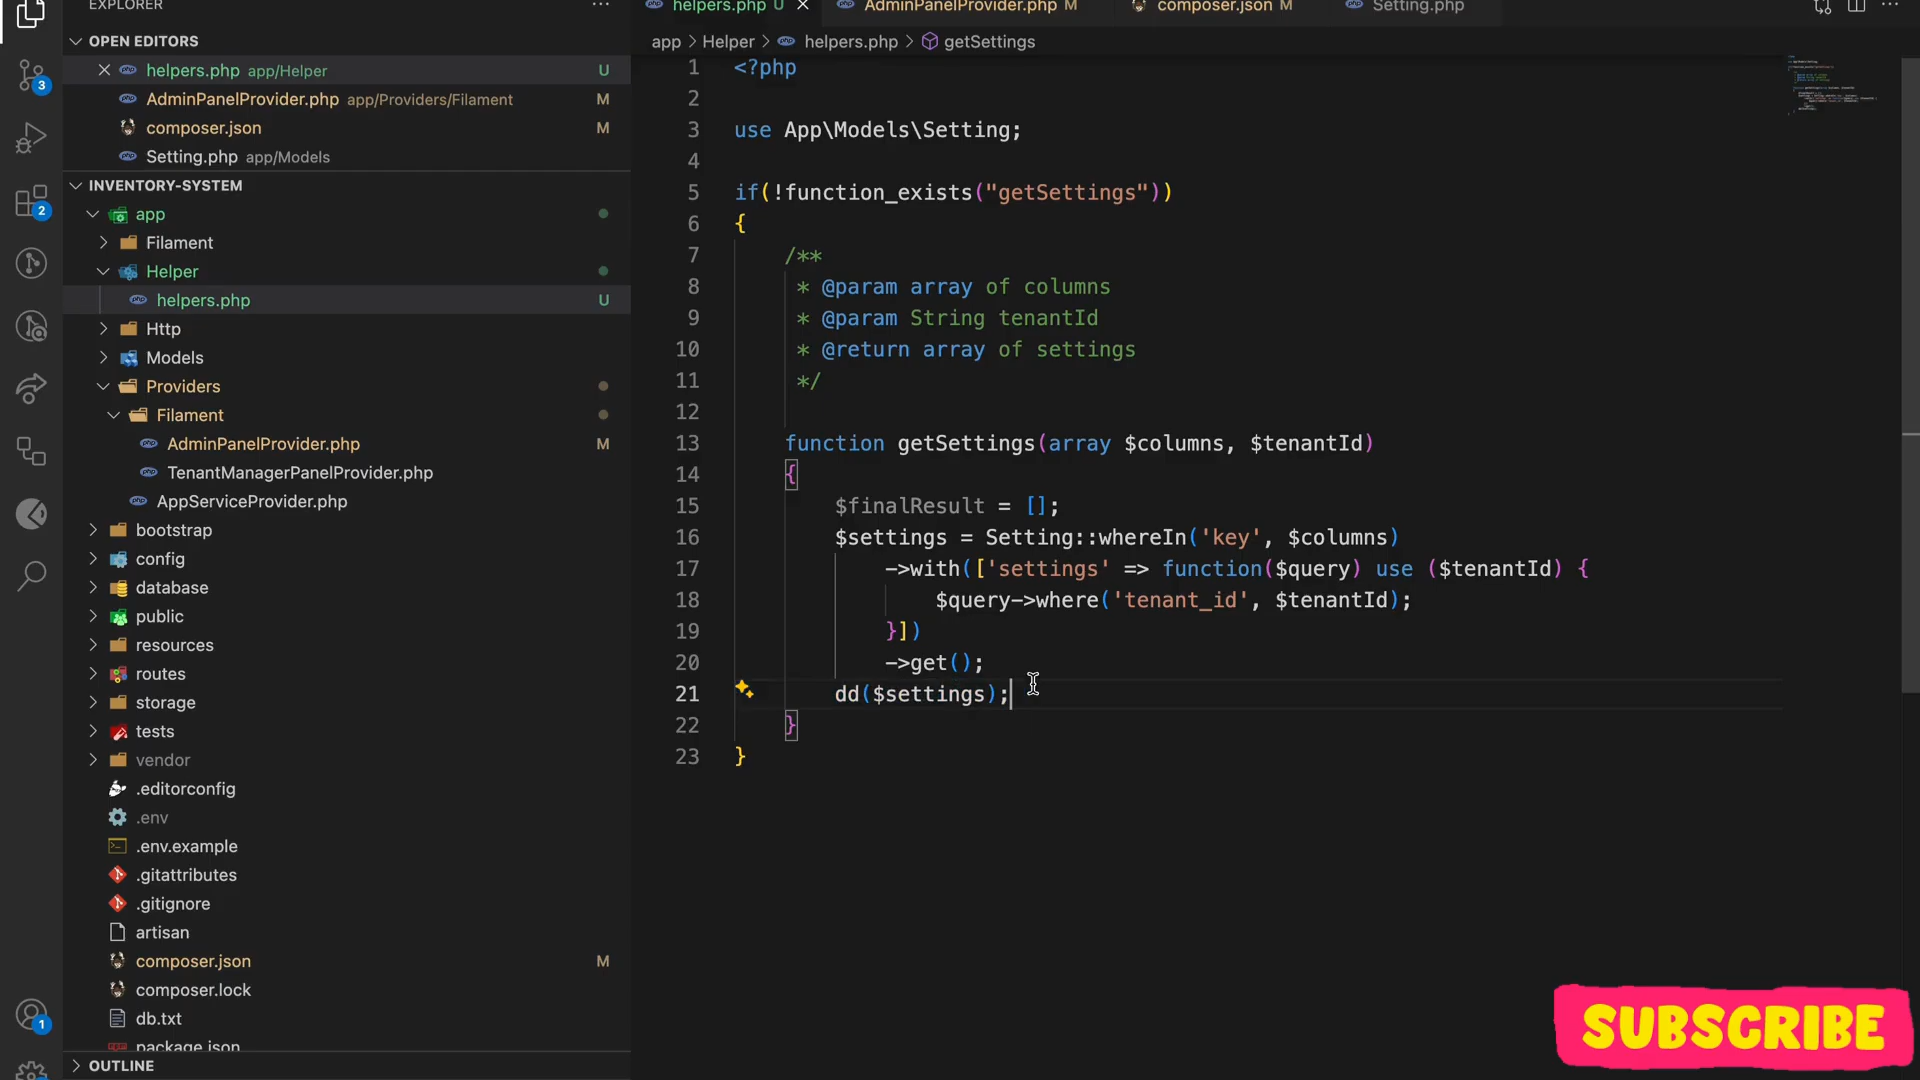 EXPLORER
OPEN EDITORS
helpers.php app/Helper U
AdminPanelProvider.php app/Providers/Filament M
composer.json M
Setting.php app/Models
INVENTORY-SYSTEM
app
Filament
Helper
helpers.php U
Http
Models
Providers
Filament
AdminPanelProvider.php M
TenantManagerPanelProvider.php
AppServiceProvider.php
bootstrap
config
database
public
resources
routes
storage
tests
vendor
.editorconfig
.env
.env.example
.gitattributes
.gitignore
artisan
composer.json M
composer.lock
db.txt
package.json
OUTLINE
3
2
1
helpers.php U AdminPanelProvider.php M composer.json M Setting.php
app > Helper > helpers.php > getSettings
1 <?php
2
3 use App\Models\Setting;
4
5 if(!function_exists("getSettings"))
6 {
7 /**
8 * @param array of columns
9 * @param String tenantId
10 * @return array of settings
11 */
12
13 function getSettings(array $columns, $tenantId)
14 {
15 $finalResult = [];
16 $settings = Setting::whereIn('key', $columns)
17 ->with(['settings' => function($query) use ($tenantId) {
18 $query->where('tenant_id', $tenantId);
19 }])
20 ->get();
21 dd($settings);
22 }
23 }
SUBSCRIBE